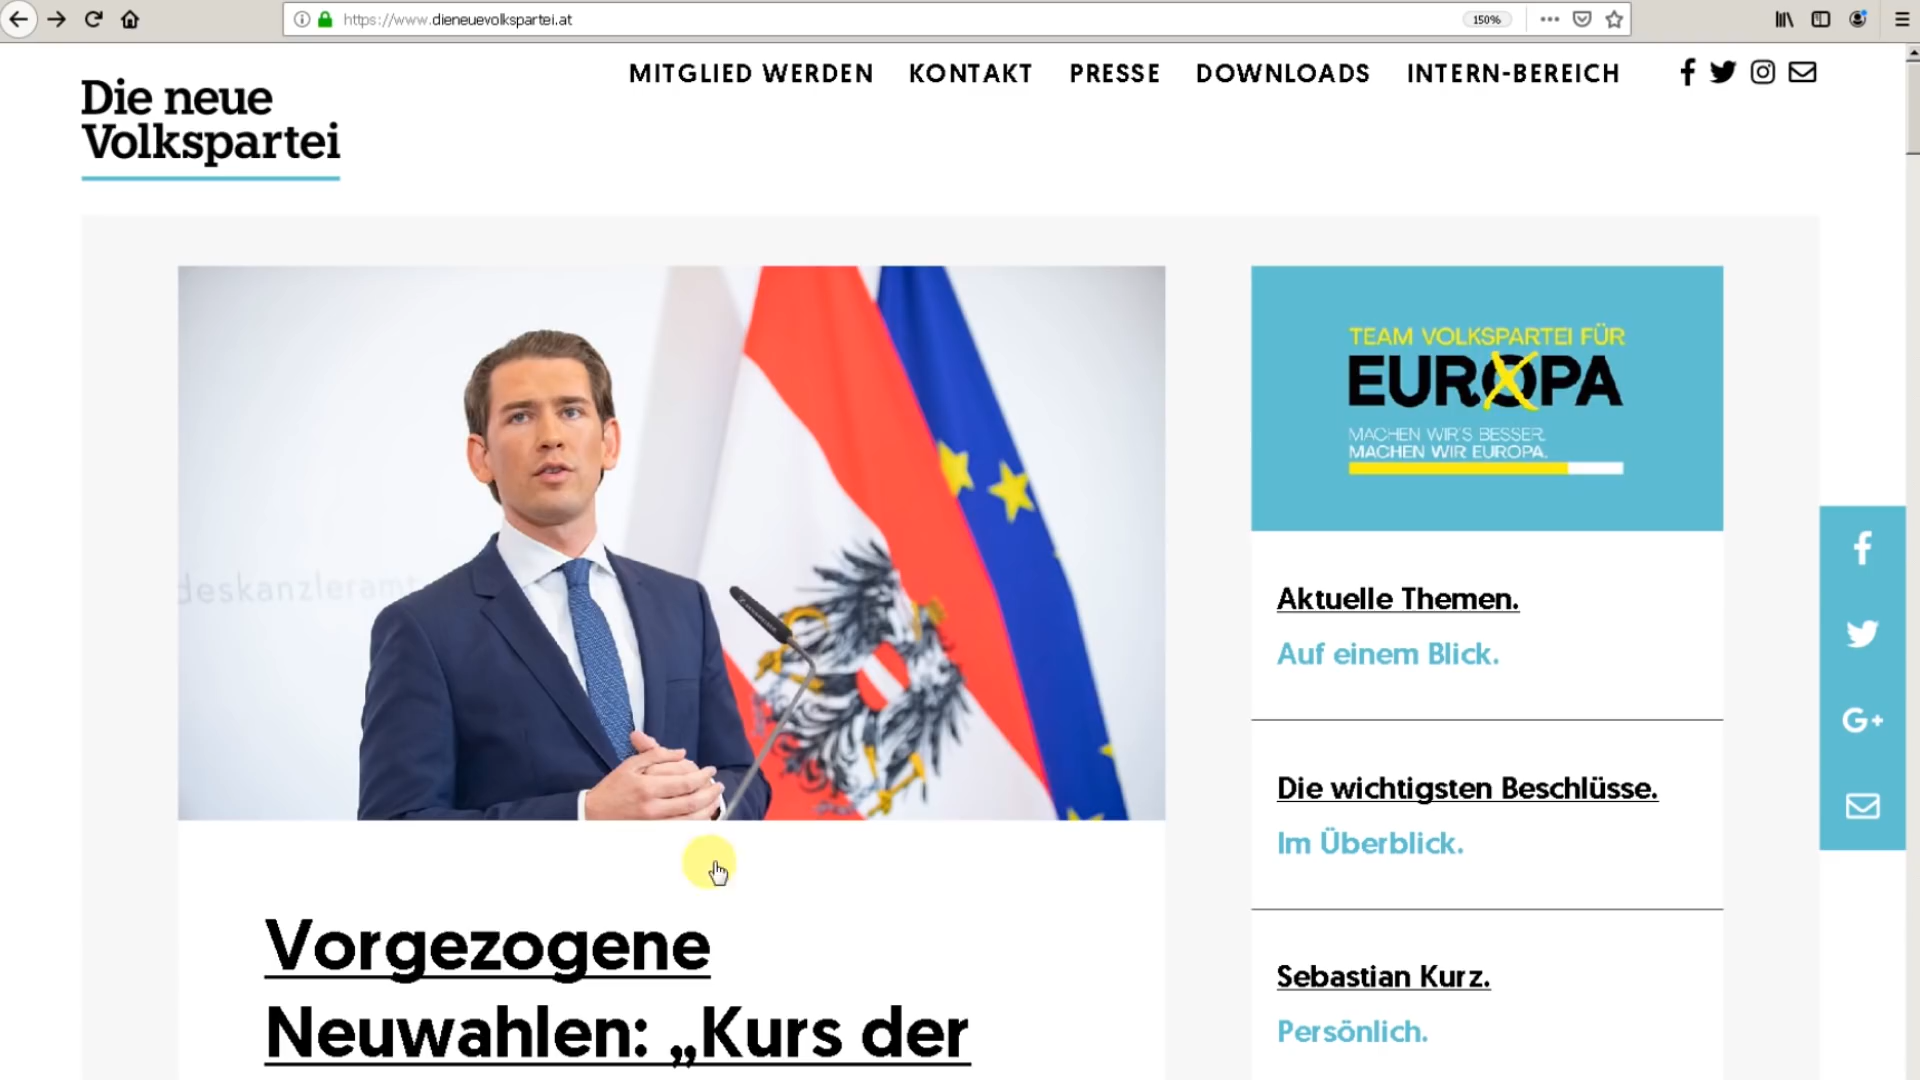 https://www.dieneuevolkspartei.at
150%
Die neue
Volkspartei
MITGLIED WERDEN KONTAKT PRESSE DOWNLOADS INTERN-BEREICH
deskanzleramt
TEAM VOLKSPARTEI FÜR
EUROPA
MACHEN WIR'S BESSER.
MACHEN WIR EUROPA.
Aktuelle Themen.
Auf einem Blick.
Die wichtigsten Beschlüsse.
Im Überblick.
Sebastian Kurz.
Persönlich.
G+
Vorgezogene
Neuwahlen: „Kurs der